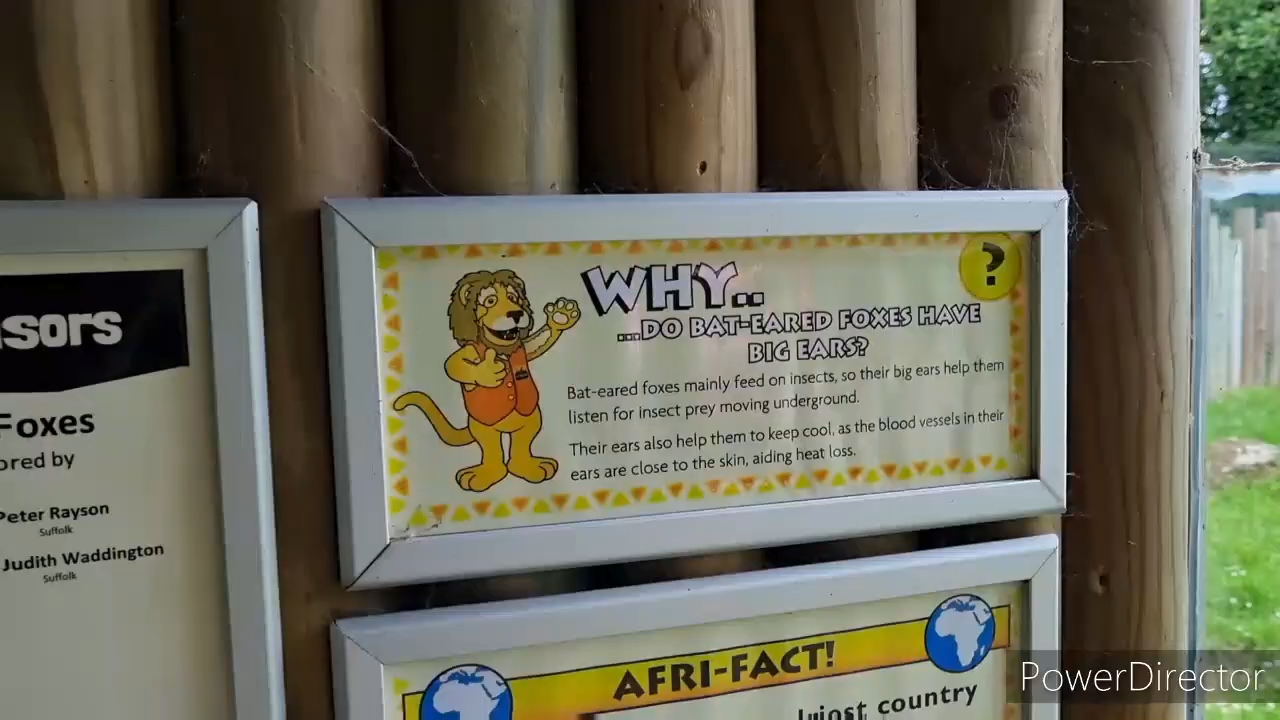 sors
Foxes
ored by
Peter Rayson
Suffolk
Judith Waddington
Suffolk
WHY..
?
...DO BAT-EARED FOXES HAVE
BIG EARS?
Bat-eared foxes mainly feed on insects, so their big ears help them
listen for insect prey moving underground.
Their ears also help them to keep cool, as the blood vessels in their
ears are close to the skin, aiding heat loss.
AFRI-FACT!
country
PowerDirector